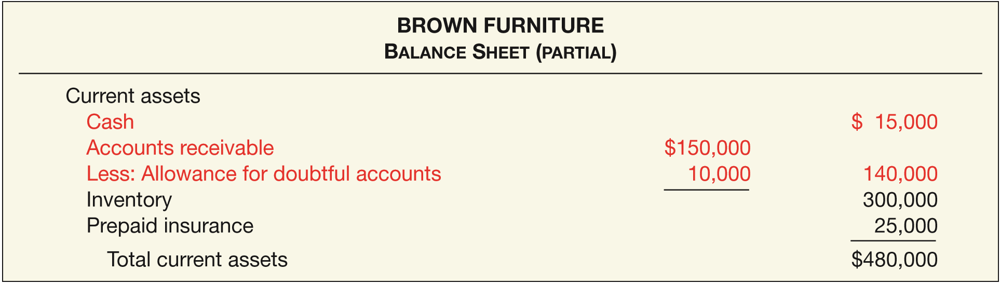 BROWN FURNITURE
BALANCE SHEET (PARTIAL)
Current assets
Cash $ 15,000
Accounts receivable $150,000
Less: Allowance for doubtful accounts 10,000 140,000
Inventory 300,000
Prepaid insurance 25,000
Total current assets $480,000